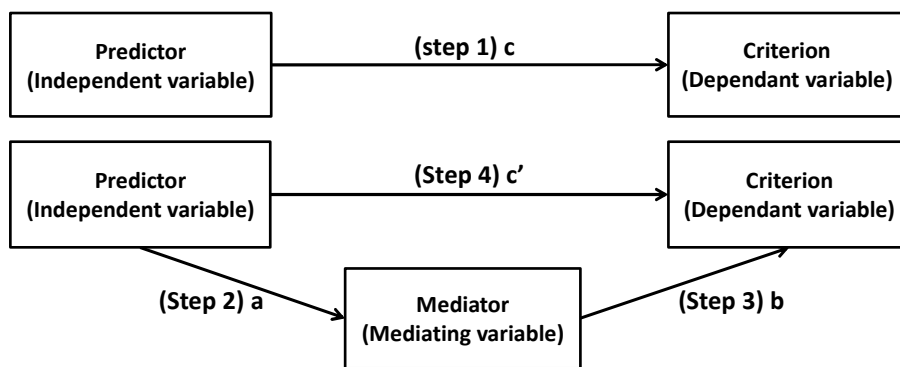 Predictor
(Independent variable)
(step 1) c
Criterion
(Dependant variable)
Predictor
(Independent variable)
(Step 4) c’
Criterion
(Dependant variable)
(Step 2) a
Mediator
(Mediating variable)
(Step 3) b